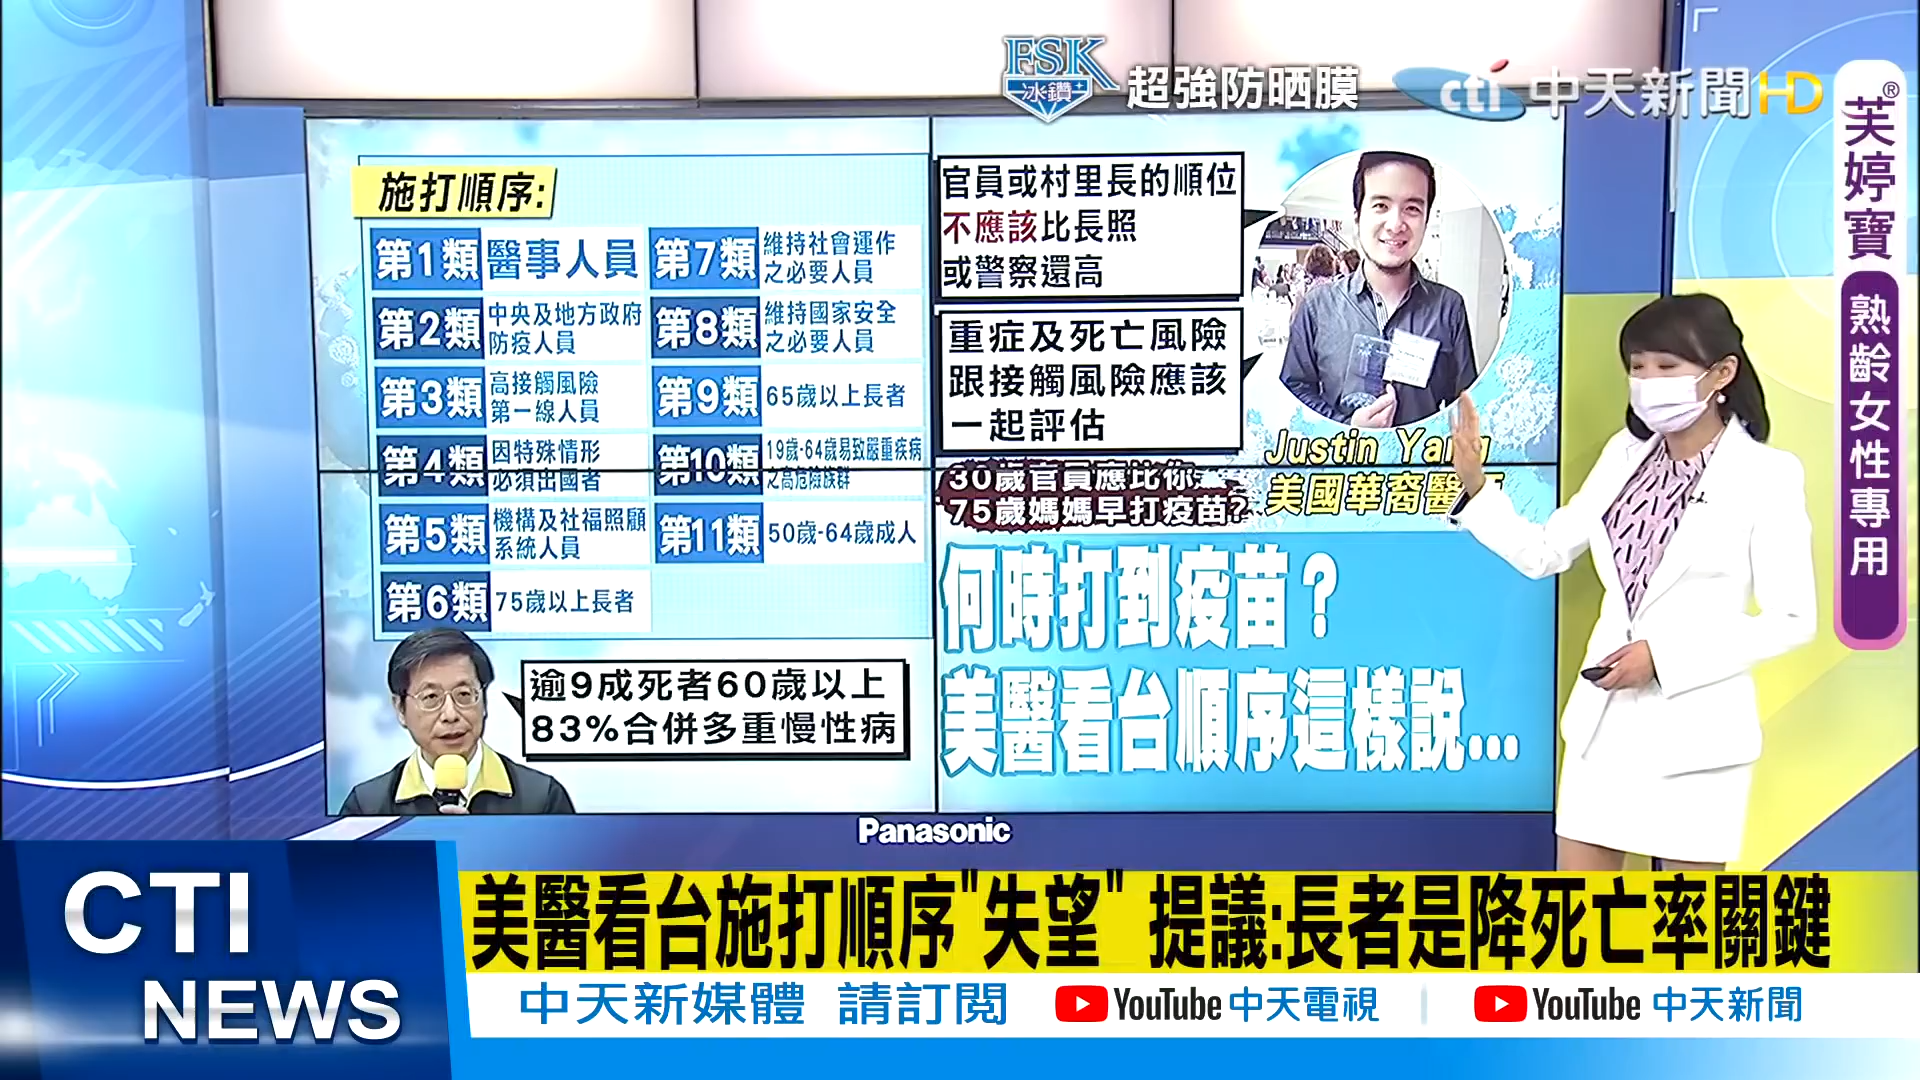 FSK
冰鑽
超強防晒膜
cti 中天新聞HD
芙婷寶®
熟齡女性專用
施打順序:
第1類 醫事人員
第2類 中央及地方政府
防疫人員
第3類 高接觸風險
第一線人員
第4類 因特殊情形
必須出國者
第5類 機構及社福照顧
系統人員
第6類 75歲以上長者
第7類 維持社會運作
之必要人員
第8類 維持國家安全
之必要人員
第9類 65歲以上長者
第10類 19歲-64歲易致嚴重疾病
之高危險族群
第11類 50歲-64歲成人
逾9成死者60歲以上
83%合併多重慢性病
官員或村里長的順位
不應該比長照
或警察還高
重症及死亡風險
跟接觸風險應該
一起評估
Justin Yang
美國華裔醫師
30歲官員應比你
75歲媽媽早打疫苗?
何時打到疫苗?
美醫看台順序這樣說...
Panasonic
CTI
NEWS
美醫看台施打順序"失望" 提議:長者是降死亡率關鍵
中天新媒體 請訂閱 YouTube 中天電視 | YouTube 中天新聞